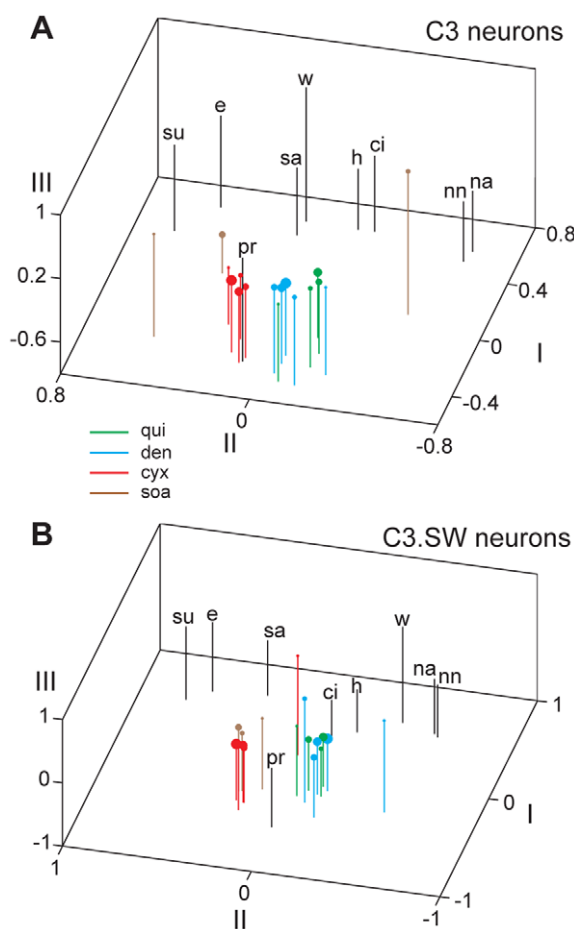 A
C3 neurons
w
e
su
sa
h
ci
na
nn
III
1
0.8
pr
0.2
0.4
0
I
-0.6
-0.4
0.8
0
II
-0.8
qui
den
cyx
soa
B
C3.SW neurons
su
e
sa
w
na
nn
ci
h
III
1
1
pr
0
0
I
-1
1
0
II
-1
-1